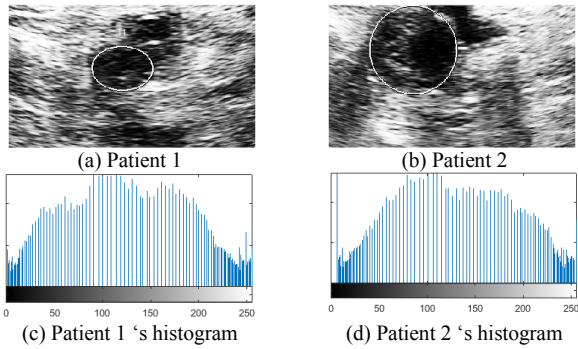 (a) Patient 1
(b) Patient 2
0 50 100 150 200 250
(c) Patient 1 ‘s histogram
0 50 100 150 200 250
(d) Patient 2 ‘s histogram